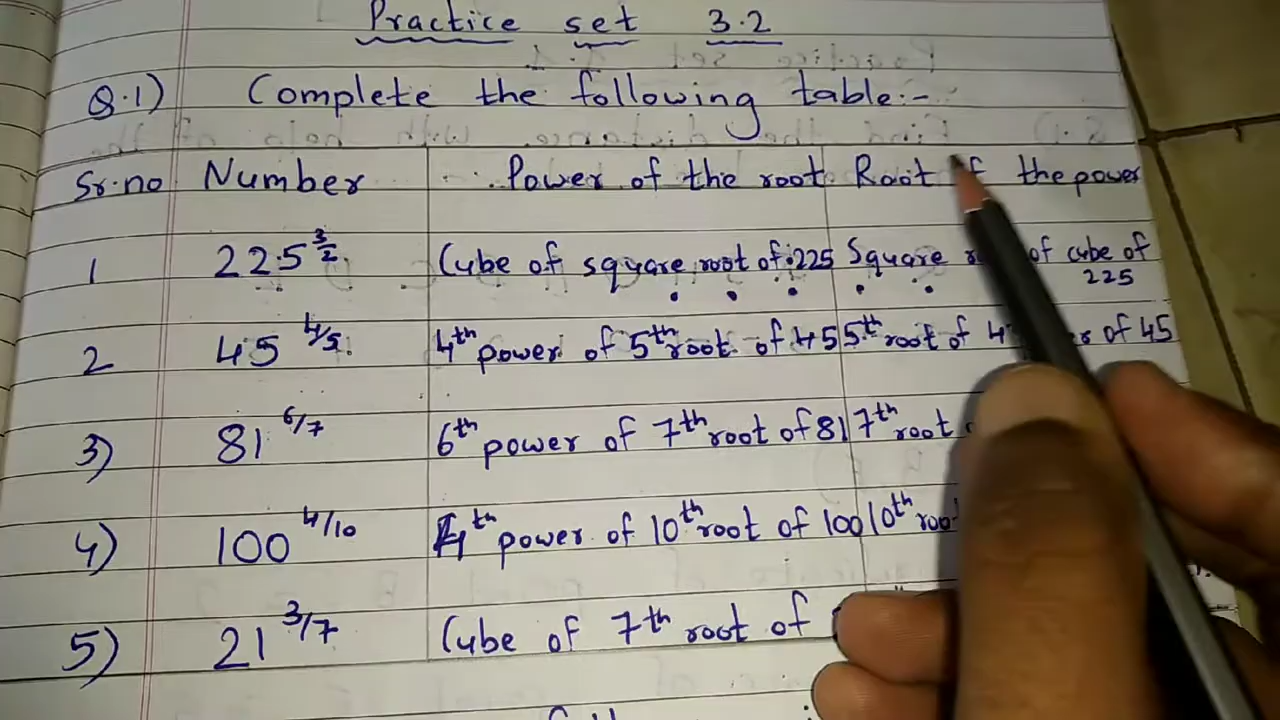 Practice set 3.2
Q.1) Complete the following table:-
Sr.no Number Power of the root Root of the power
1 225^3/2 Cube of square root of 225 Square of cube of 225
2 45^4/5 4th power of 5th root of 45 5th root of of 45
3) 81^6/7 6th power of 7th root of 81 7th root
4) 100^4/10 4th power of 10th root of 100 10th
5) 21^3/7 Cube of 7th root of